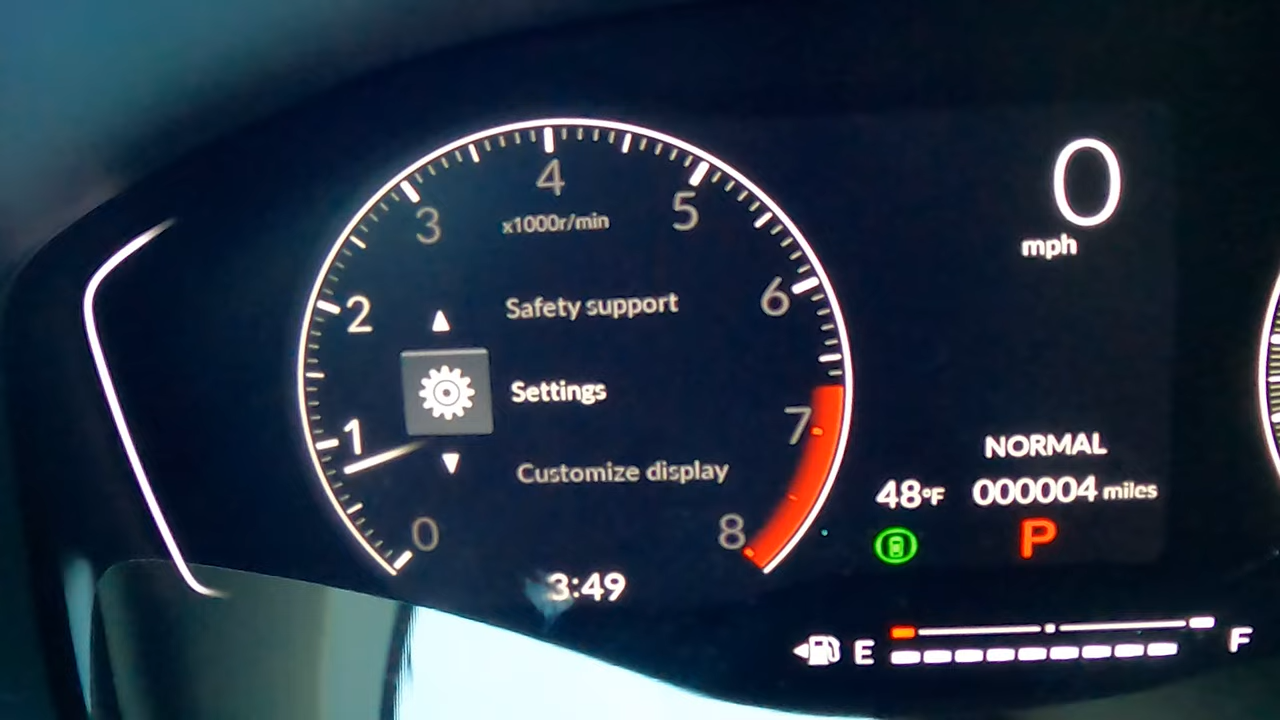 4
3
x1000r/min
5
0
mph
2
Safety support
6
Settings
1
7
NORMAL
Customize display
48°F
000004 miles
0
8
P
3:49
E
F